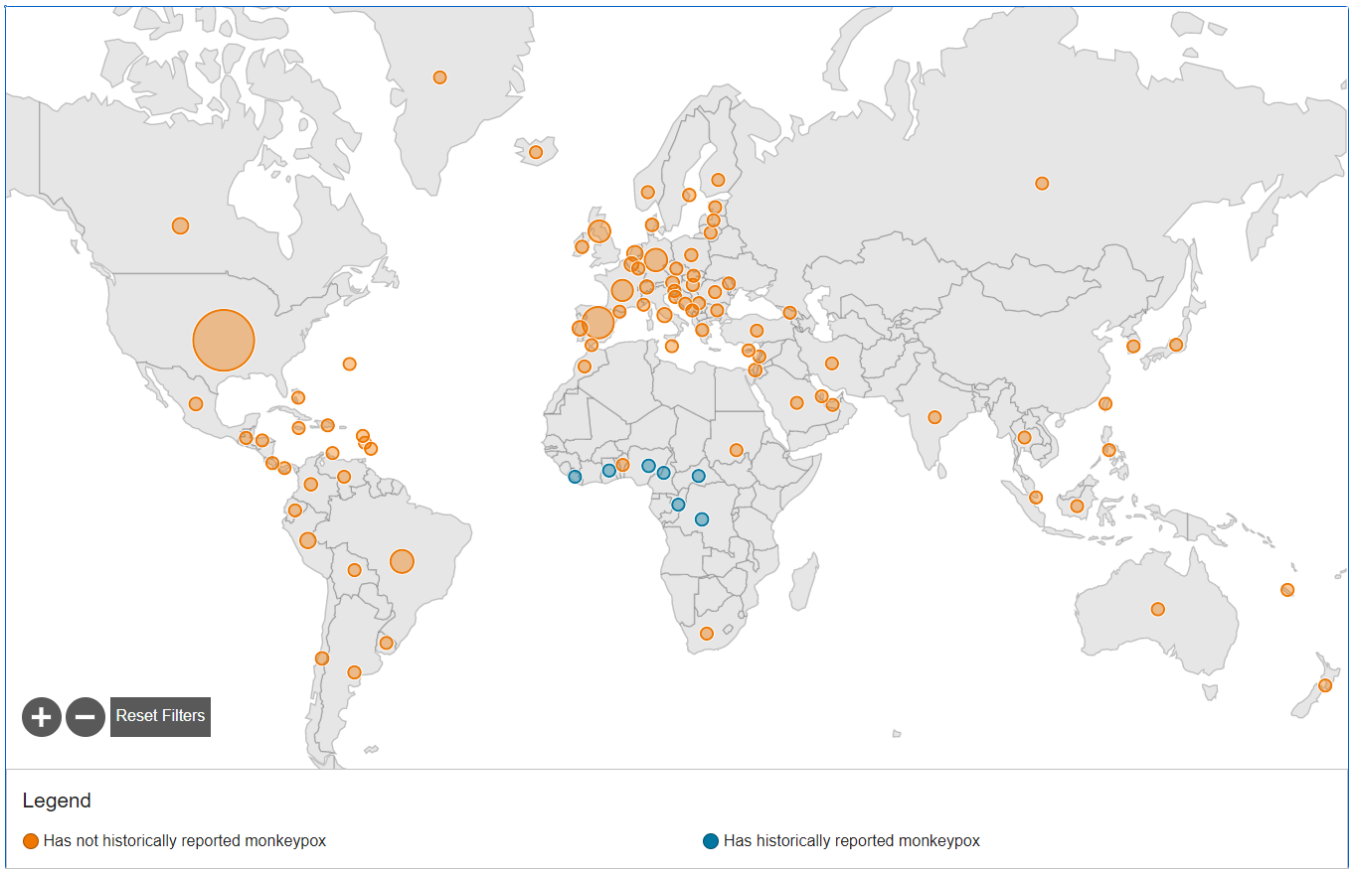 Reset Filters
Legend
Has not historically reported monkeypox
Has historically reported monkeypox